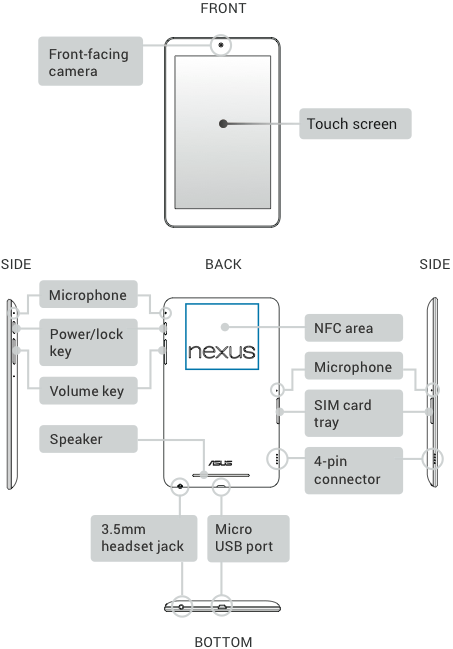 FRONT
Front-facing
camera
Touch screen
SIDE
BACK
SIDE
Microphone
Power/lock
key
Volume key
Speaker
nexus
NFC area
Microphone
SIM card
tray
4-pin
connector
ASUS
3.5mm
headset jack
Micro
USB port
BOTTOM